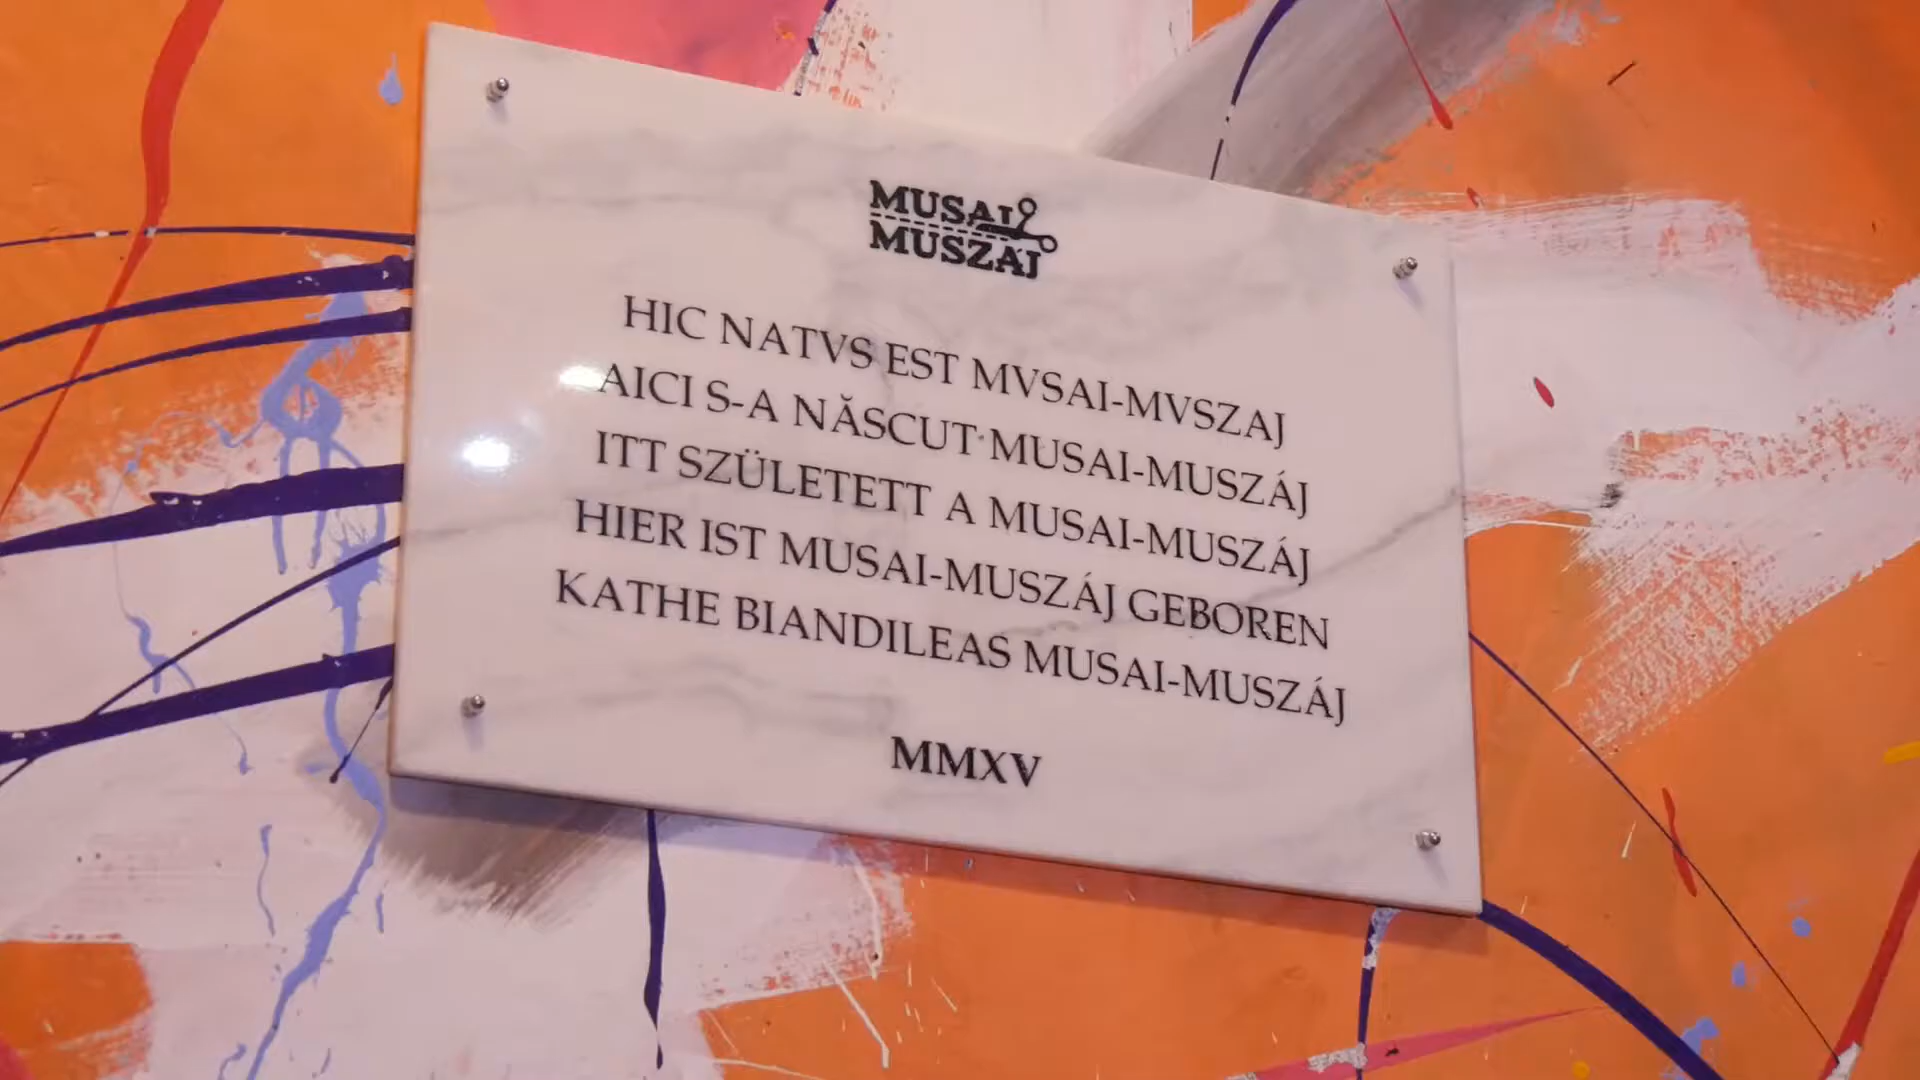 MUSAI
MUSZÁJ
HIC NATVS EST MVSAI-MVSZAJ
AICI S-A NĂSCUT MUSAI-MUSZÁJ
ITT SZÜLETETT A MUSAI-MUSZÁJ
HIER IST MUSAI-MUSZÁJ GEBOREN
KATHE BIANDILEAS MUSAI-MUSZÁJ
MMXV